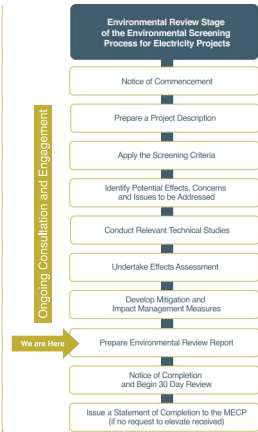 Environmental Review Stage
of the Environmental Screening
Process for Electricity Projects
Notice of Commencement
Prepare a Project Description
Apply the Screening Criteria
Identify Potential Effects, Concerns
and Issues to be Addressed
Conduct Relevant Technical Studies
Undertake Effects Assessment
Develop Mitigation and
Impact Management Measures
Prepare Environmental Review Report
Notice of Completion
and Begin 30 Day Review
Issue a Statement of Completion to the MECP
(if no request to elevate received)
Ongoing Consultation and Engagement
We are Here